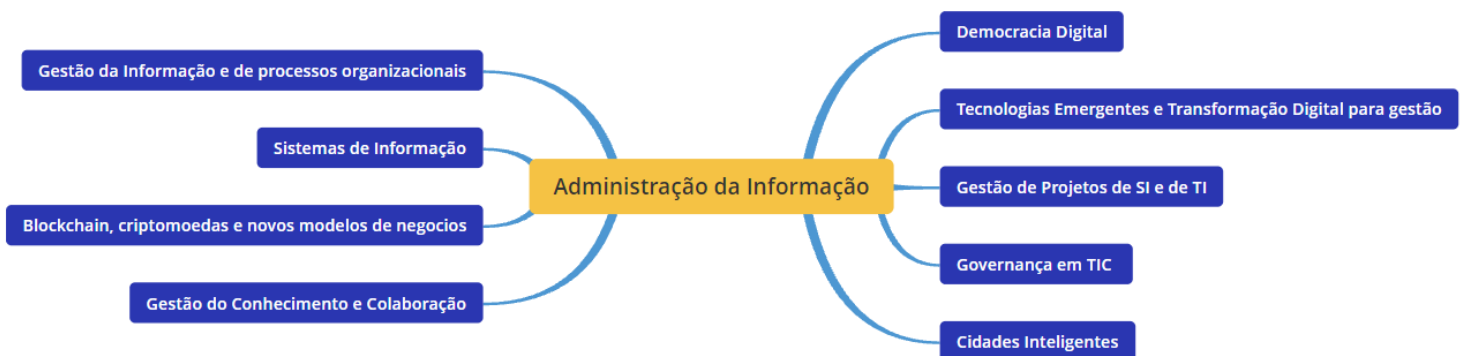 Gestão da Informação e de processos organizacionais
Sistemas de Informação
Blockchain, criptomoedas e novos modelos de negocios
Gestão do Conhecimento e Colaboração
Administração da Informação
Democracia Digital
Tecnologias Emergentes e Transformação Digital para gestão
Gestão de Projetos de SI e de TI
Governança em TIC
Cidades Inteligentes